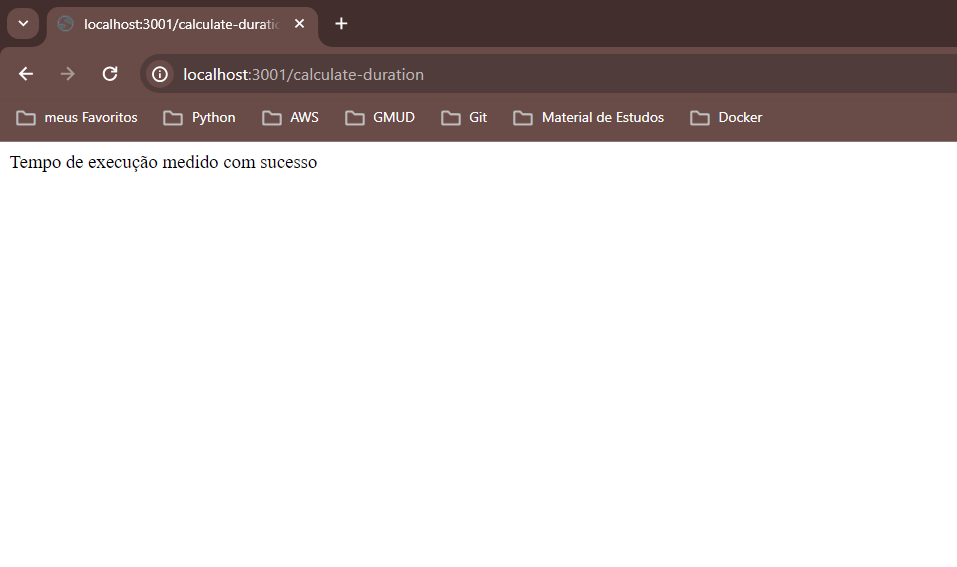 localhost:3001/calculate-duratic
localhost:3001/calculate-duration
meus Favoritos Python AWS GMUD Git Material de Estudos Docker
Tempo de execução medido com sucesso